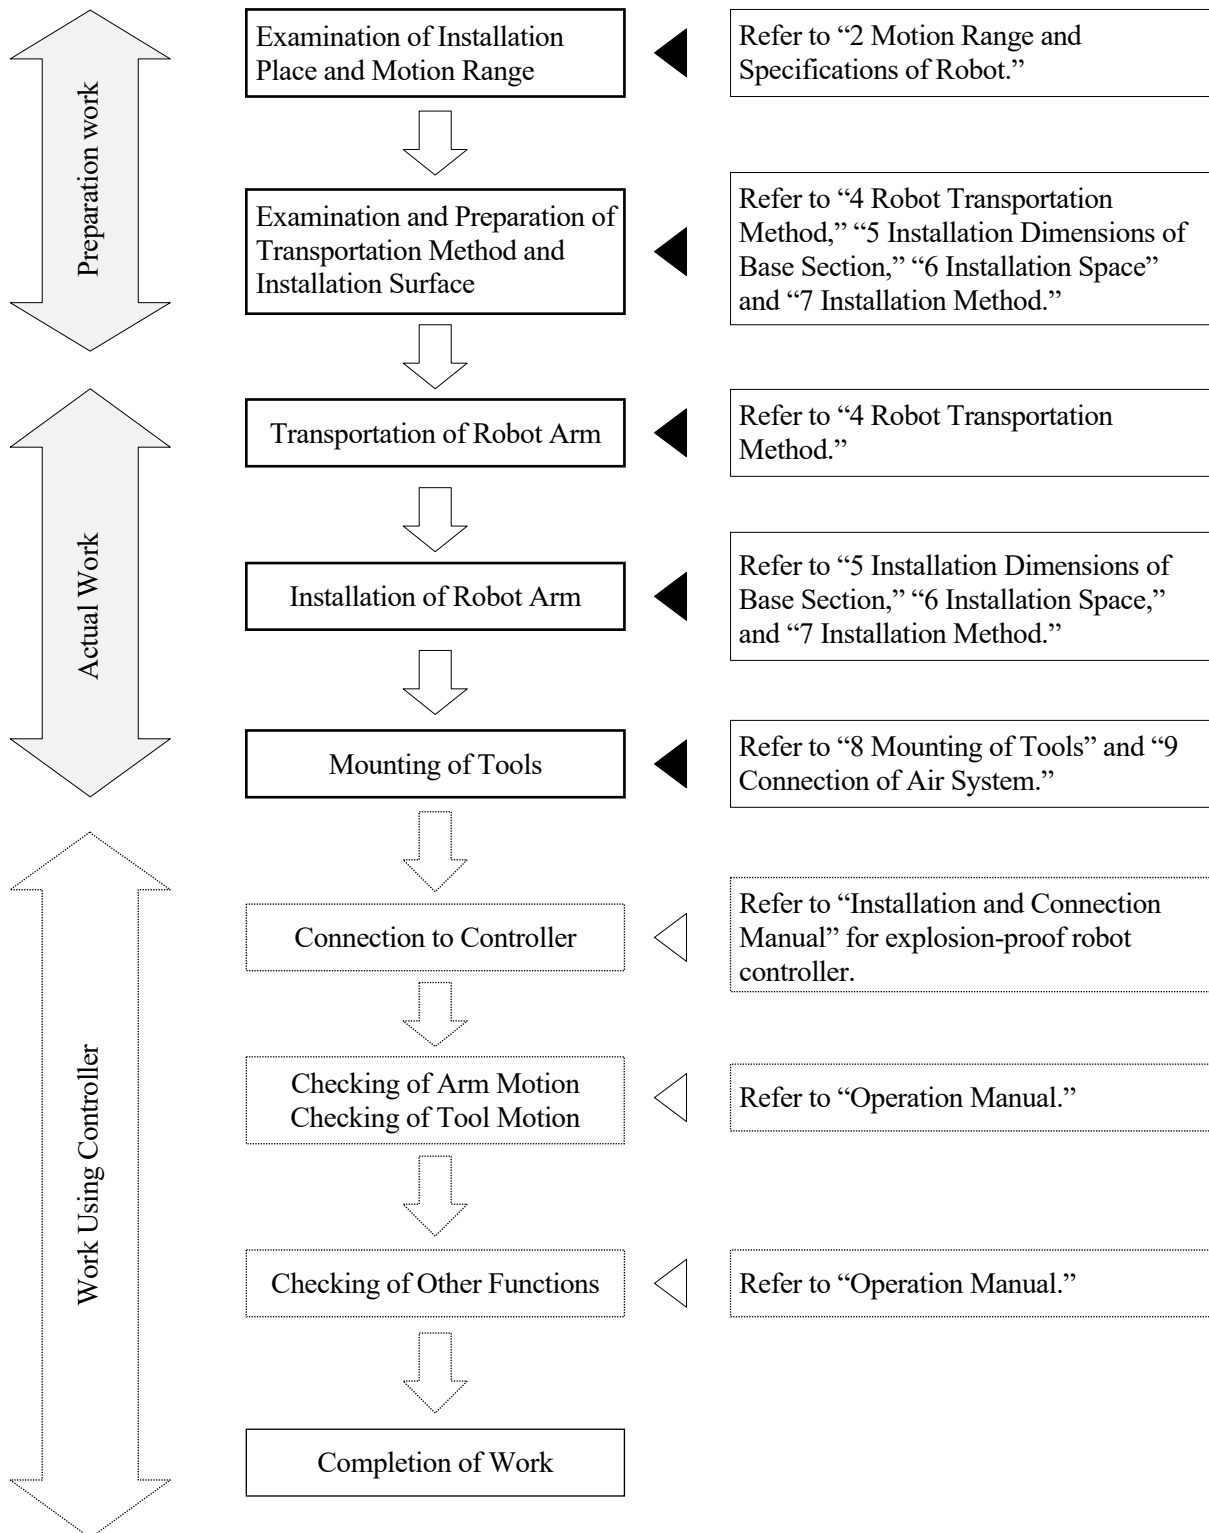 Preparation work
Examination of Installation
Place and Motion Range
Refer to “2 Motion Range and
Specifications of Robot.”
Examination and Preparation of
Transportation Method and
Installation Surface
Refer to “4 Robot Transportation
Method,” “5 Installation Dimensions of
Base Section,” “6 Installation Space”
and “7 Installation Method.”
Actual Work
Transportation of Robot Arm
Refer to “4 Robot Transportation
Method.”
Installation of Robot Arm
Refer to “5 Installation Dimensions of
Base Section,” “6 Installation Space,”
and “7 Installation Method.”
Mounting of Tools
Refer to “8 Mounting of Tools” and “9
Connection of Air System.”
Work Using Controller
Connection to Controller
Refer to “Installation and Connection
Manual” for explosion-proof robot
controller.
Checking of Arm Motion
Checking of Tool Motion
Refer to “Operation Manual.”
Checking of Other Functions
Refer to “Operation Manual.”
Completion of Work